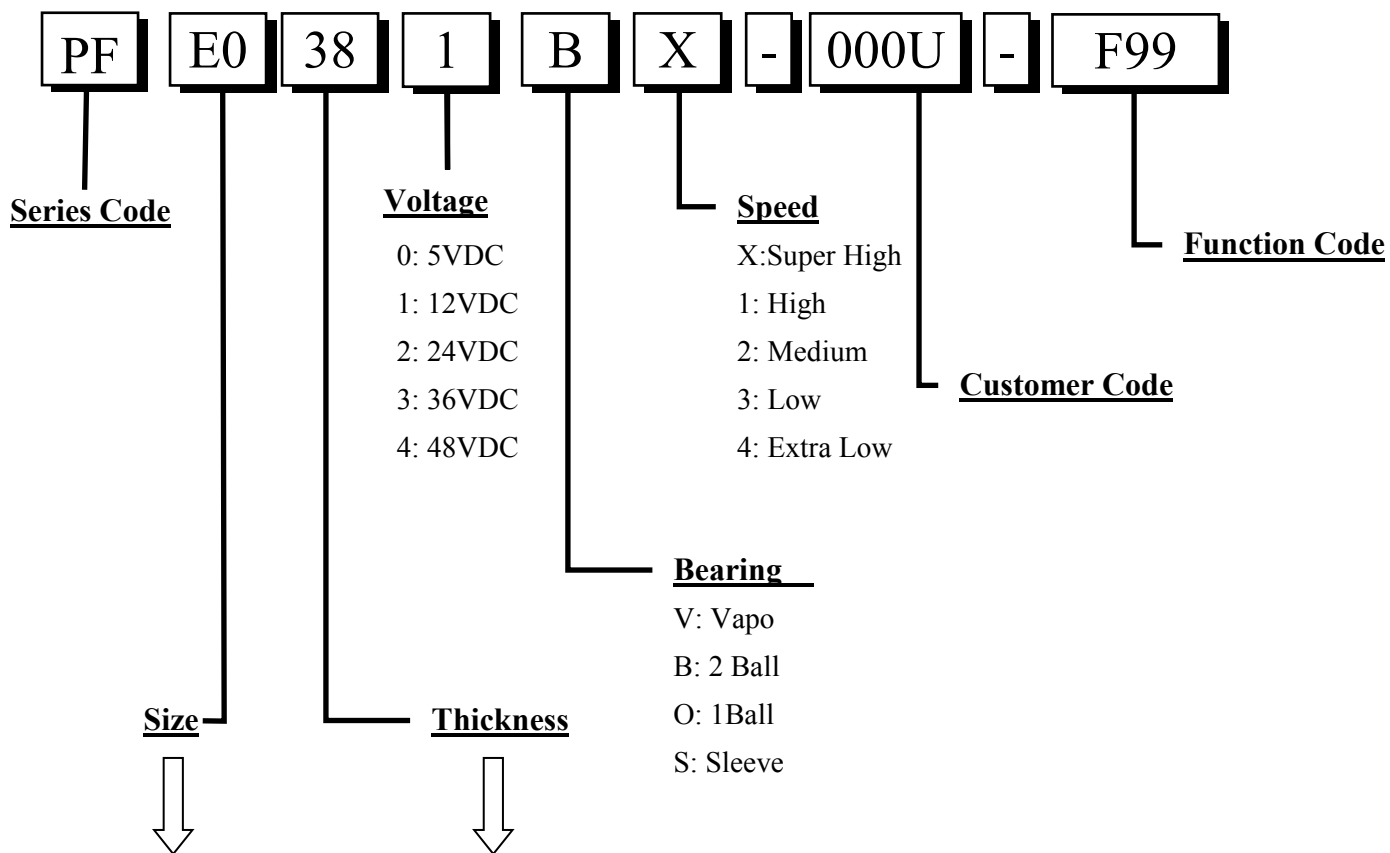 PF E0 38 1 B X - 000U - F99
Series Code
Voltage
0: 5VDC
1: 12VDC
2: 24VDC
3: 36VDC
4: 48VDC
Speed
X:Super High
1: High
2: Medium
3: Low
4: Extra Low
Function Code
Customer Code
Bearing
V: Vapo
B: 2 Ball
O: 1Ball
S: Sleeve
Size
Thickness